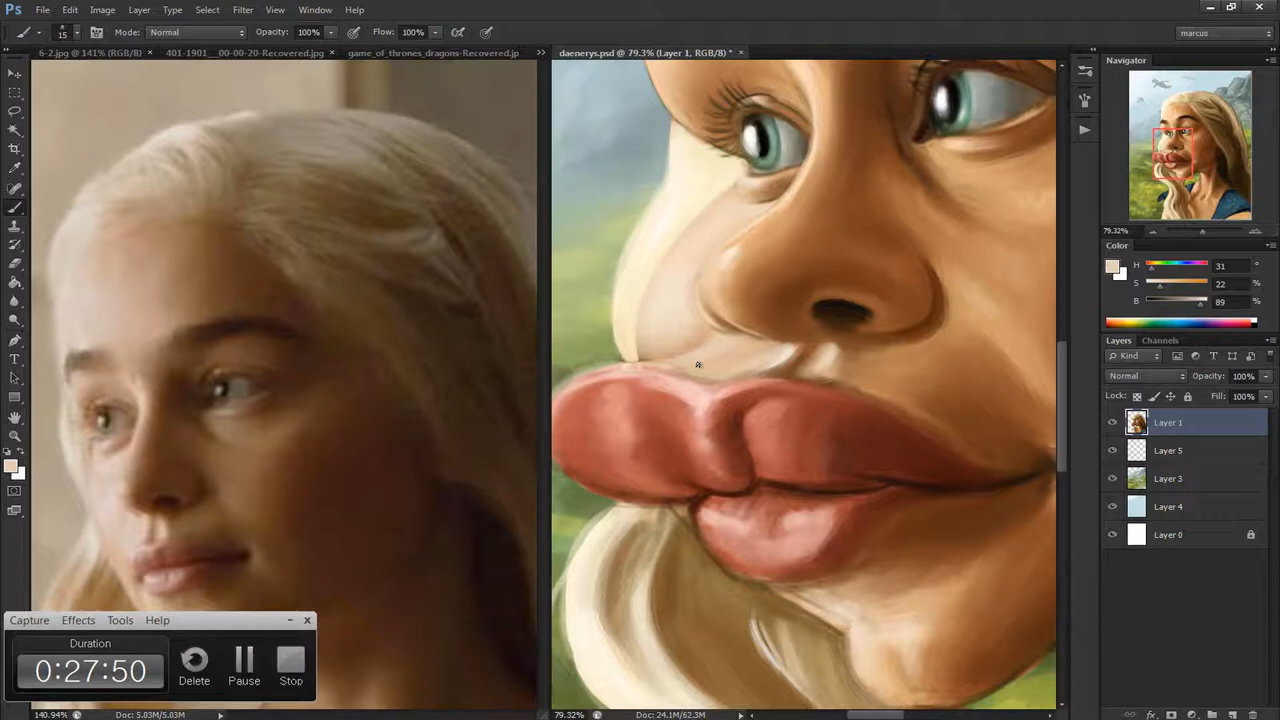 Ps File Edit Image Layer Type Select Filter Extract View Window Help
15 Mode: Normal Opacity: 100% Flow: 100% marcus
6-2.jpg @ 141% (RGB/8) × 401-1901__00-00-20-Recovered.jpg × game_of_thrones_dragons-Recovered.jp >> daenerys.psd @ 79.3% (Layer 1, RGB/8) * ×
Navigator
79.32%
Color
H 31 °
S 22 %
B 89 %
Layers Channels
Kind
Normal Opacity: 100%
Lock: Fill: 100%
Layer 1
Layer 5
Layer 3
Layer 4
Layer 0
Capture Effects Tools Help
Duration
0:27:50
Delete Pause Stop
140.94% Doc: 5.03M/5.03M
79.32% Doc: 24.1M/62.3M